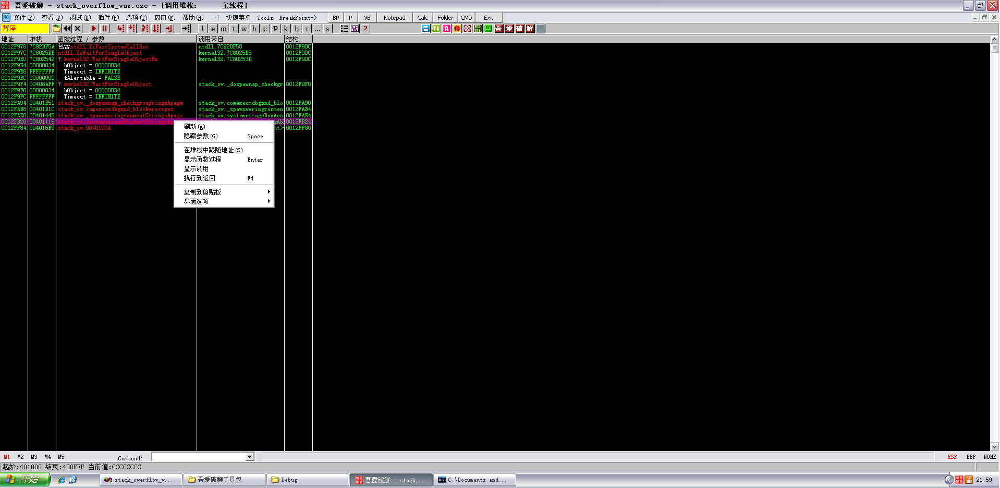 吾爱破解 - stack_overflow_var.exe - [调用堆栈: 主线程]
文件(F) 查看(V) 调试(D) 插件(P) 选项(T) 窗口(W) 帮助(H) [+] 快捷菜单 Tools BreakPoint-> BP P VB Notepad Calc Folder CMD Exit
暂停 l e m t w h c P k b r ... s ? A 吾 爱 破 解
地址 堆栈 函数过程 / 参数 调用来自 结构
0012F978 7C92DF5A 包含ntdll.KiFastSystemCallRet ntdll.7C92DF58 0012F9DC
0012F97C 7C8025DB ntdll.ZwWaitForSingleObject kernel32.7C8025D5 0012F9DC
0012F9E0 7C802542 ? kernel32.WaitForSingleObjectEx kernel32.7C80253D 0012F9DC
0012F9E4 00000034 hObject = 00000034
0012F9E8 FFFFFFFF Timeout = INFINITE
0012F9EC 00000000 fAlertable = FALSE
0012F9F4 00408AFF ? kernel32.WaitForSingleObject stack_ov._dospawnap_checkgr 0012F9F0
0012F9F8 00000034 hObject = 00000034
0012F9FC FFFFFFFF Timeout = INFINITE
0012FA94 00401E51 stack_ov._dospawnap_checkgroupringsApage stack_ov.comexecmdbgnnd_blo 0012FA90
0012FAB8 00401D1C stack_ov.comexecmdbgnnd_blockeressges stack_ov._spawnveringronmen 0012FAB4
0012FAE8 00401445 stack_ov._spawnveringronmentStringsApage stack_ov.systemessageBoxAen 0012FAE4
0012FB28 00401119 stack_ov.systemessageBoxAentStringsAp 0012FB24
0012FF84 004016B9 stack_ov.0040100A nt> 0012FF80
刷新(A)
隐藏参数(G) Space
在堆栈中跟随地址(S)
显示函数过程 Enter
显示调用
执行到返回 F4
复制到剪贴板
界面选项
M1 M2 M3 M4 M5 Command: ESP EBP NONE
起始:401000 结束:400FFF 当前值:CCCCCCCC
开始 stack_overflow_v... 吾爱破解工具包 Debug 吾爱破解 - stack... C:\Documents and... 21:59